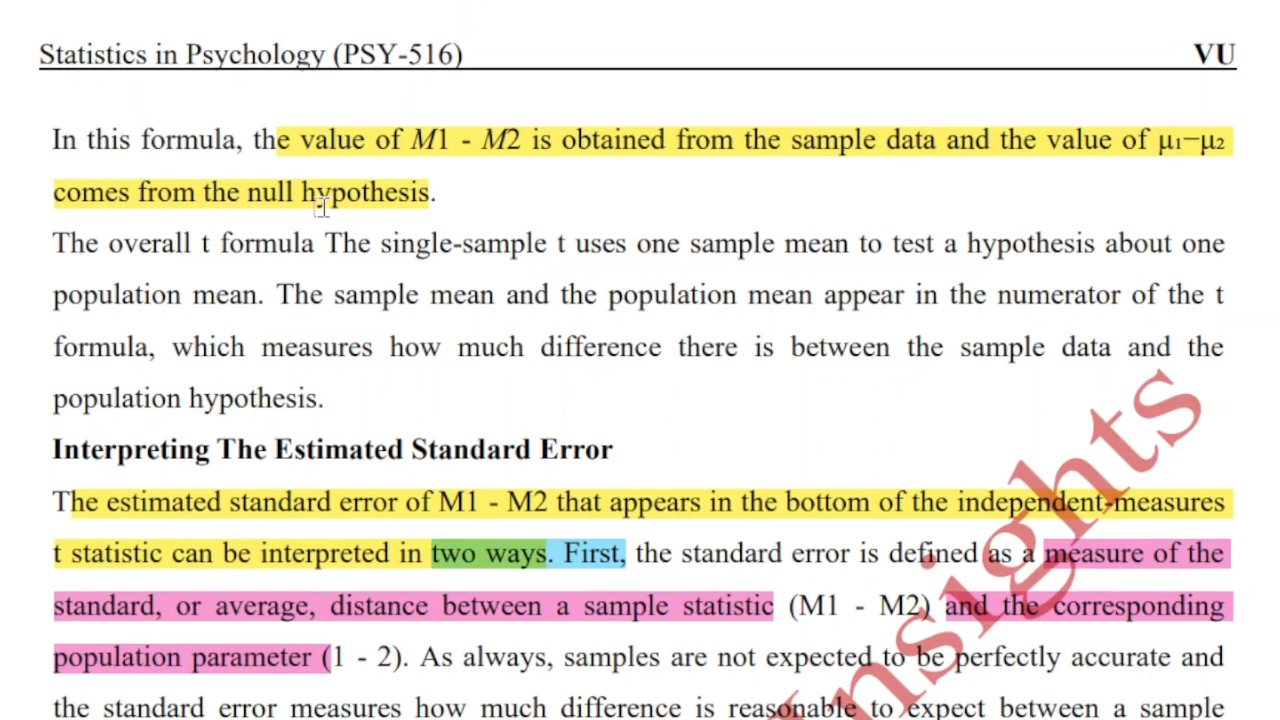 Statistics in Psychology (PSY-516) VU
In this formula, the value of M1 - M2 is obtained from the sample data and the value of μ₁−μ₂
comes from the null hypothesis.
The overall t formula The single-sample t uses one sample mean to test a hypothesis about one
population mean. The sample mean and the population mean appear in the numerator of the t
formula, which measures how much difference there is between the sample data and the
population hypothesis.
Interpreting The Estimated Standard Error
The estimated standard error of M1 - M2 that appears in the bottom of the independent-measures
t statistic can be interpreted in two ways. First, the standard error is defined as a measure of the
standard, or average, distance between a sample statistic (M1 - M2) and the corresponding
population parameter (1 - 2). As always, samples are not expected to be perfectly accurate and
the standard error measures how much difference is reasonable to expect between a sample
Insights